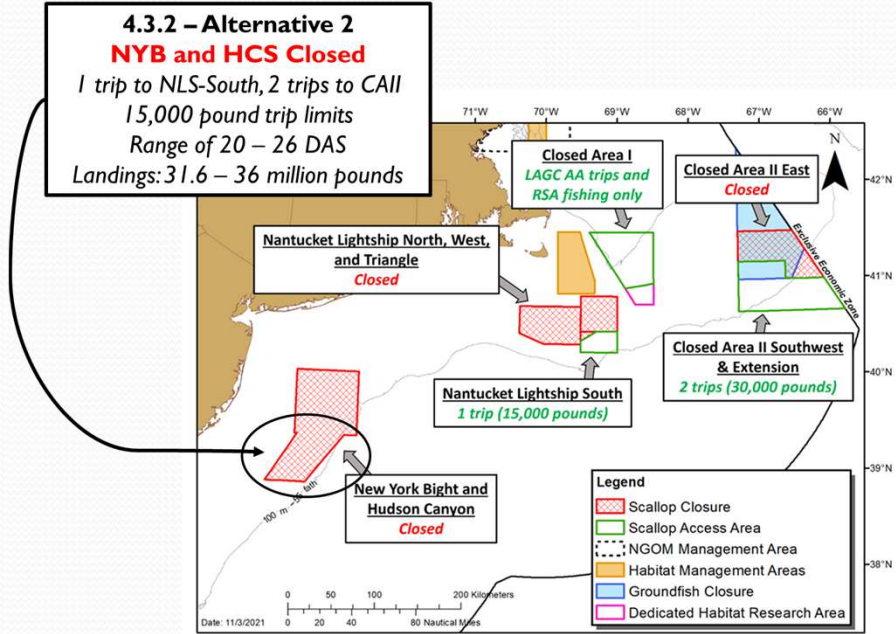 4.3.2 – Alternative 2
NYB and HCS Closed
1 trip to NLS-South, 2 trips to CAII
15,000 pound trip limits
Range of 20 – 26 DAS
Landings: 31.6 – 36 million pounds
71°W 70°W 69°W 68°W 67°W 66°W
N
42°N
41°N
40°N
39°N
38°N
Closed Area I
LAGC AA trips and
RSA fishing only
Closed Area II East
Closed
Exclusive Economic Zone
Nantucket Lightship North, West,
and Triangle
Closed
Closed Area II Southwest
& Extension
2 trips (30,000 pounds)
Nantucket Lightship South
1 trip (15,000 pounds)
New York Bight and
Hudson Canyon
Closed
100 m ~55 fath
Legend
Scallop Closure
Scallop Access Area
NGOM Management Area
Habitat Management Areas
Groundfish Closure
Dedicated Habitat Research Area
0 50 100 200 Kilometers
0 20 40 80 Nautical Miles
Date: 11/3/2021